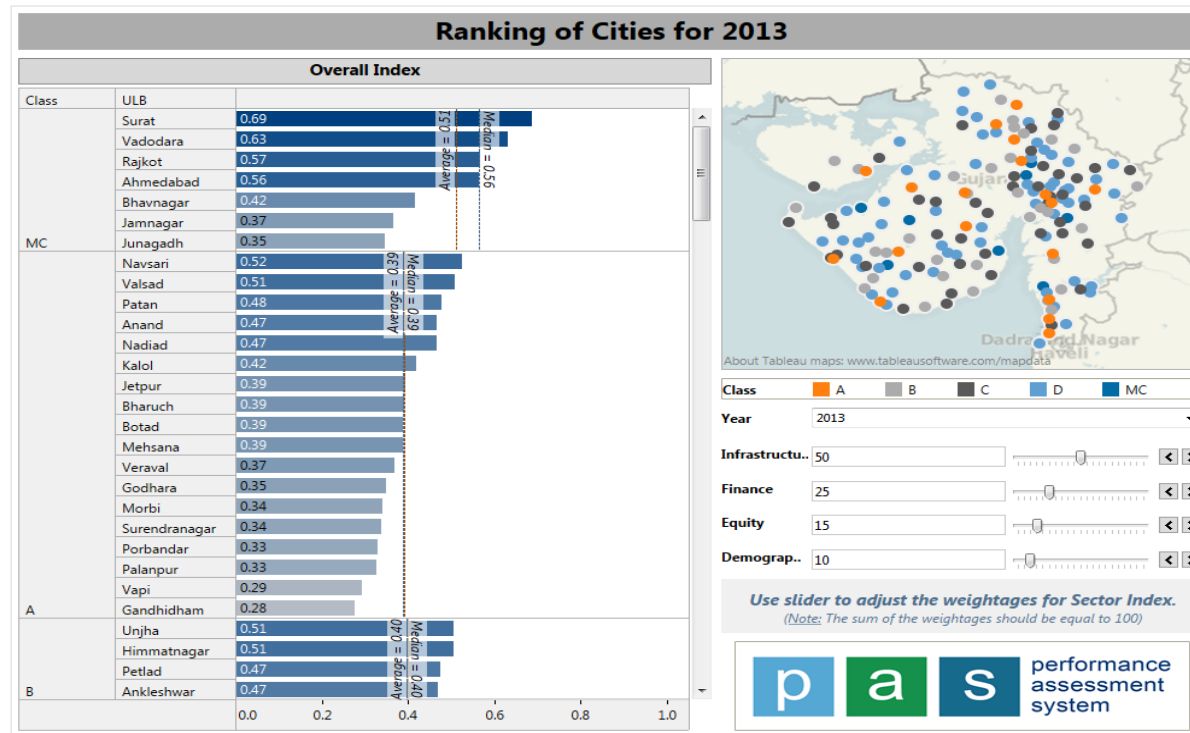 Ranking of Cities for 2013
Overall Index
Class ULB
Surat 0.69
Vadodara 0.63
Rajkot 0.57
Ahmedabad 0.56
Bhavnagar 0.42
Jamnagar 0.37
MC Junagadh 0.35
Average = 0.51
Median = 0.56
Navsari 0.52
Valsad 0.51
Patan 0.48
Anand 0.47
Nadiad 0.47
Kalol 0.42
Jetpur 0.39
Bharuch 0.39
Botad 0.39
Mehsana 0.39
Veraval 0.37
Godhara 0.35
Morbi 0.34
Surendranagar 0.34
Porbandar 0.33
Palanpur 0.33
Vapi 0.29
A Gandhidham 0.28
Average = 0.39
Median = 0.39
Unjha 0.51
Himmatnagar 0.51
Petlad 0.47
B Ankleshwar 0.47
Average = 0.40
Median = 0.40
0.0 0.2 0.4 0.6 0.8 1.0
Gujar
Dadra and Nagar
Haveli
About Tableau maps: www.tableausoftware.com/mapdata
Class A B C D MC
Year 2013
Infrastructu.. 50
Finance 25
Equity 15
Demograp.. 10
Use slider to adjust the weightages for Sector Index.
(Note: The sum of the weightages should be equal to 100)
pas performance
assessment
system